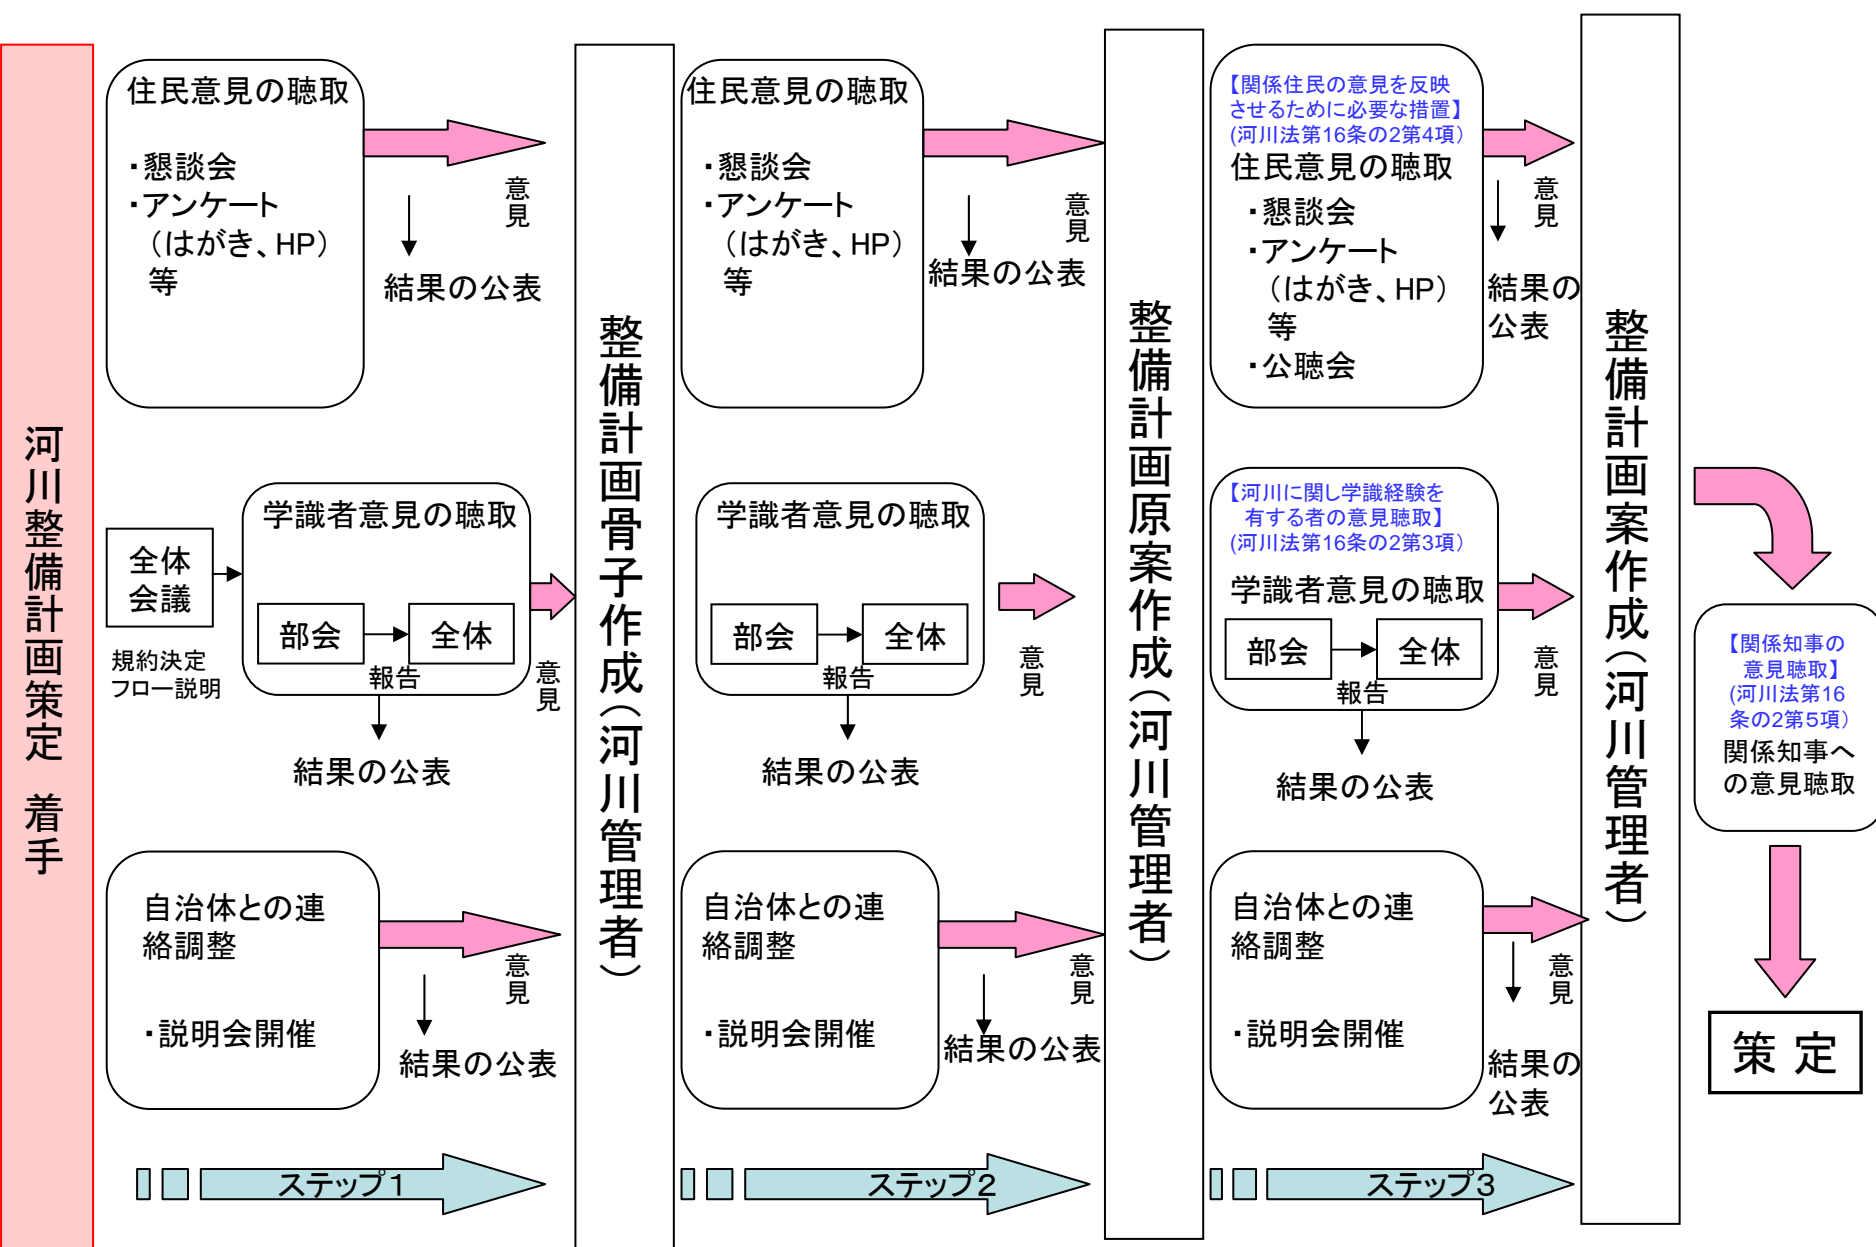 河川整備計画策定 着手
住民意見の聴取
・懇談会
・アンケート
（はがき、HP）
等
意見
結果の公表
全体
会議
規約決定
フロー説明
学識者意見の聴取
部会
全体
報告
意見
結果の公表
自治体との連
絡調整
・説明会開催
意見
結果の公表
ステップ１
整備計画骨子作成（河川管理者）
住民意見の聴取
・懇談会
・アンケート
（はがき、HP）
等
意見
結果の公表
学識者意見の聴取
部会
全体
報告
意見
結果の公表
自治体との連
絡調整
・説明会開催
意見
結果の公表
ステップ２
整備計画原案作成（河川管理者）
【関係住民の意見を反映
させるために必要な措置】
(河川法第16条の2第4項）
住民意見の聴取
・懇談会
・アンケート
（はがき、HP）
等
・公聴会
意見
結果の
公表
【河川に関し学識経験を
有する者の意見聴取】
(河川法第16条の2第3項）
学識者意見の聴取
部会
全体
報告
意見
結果の公表
自治体との連
絡調整
・説明会開催
意見
結果の
公表
ステップ３
整備計画案作成（河川管理者）
【関係知事の
意見聴取】
(河川法第16
条の2第5項）
関係知事へ
の意見聴取
策 定